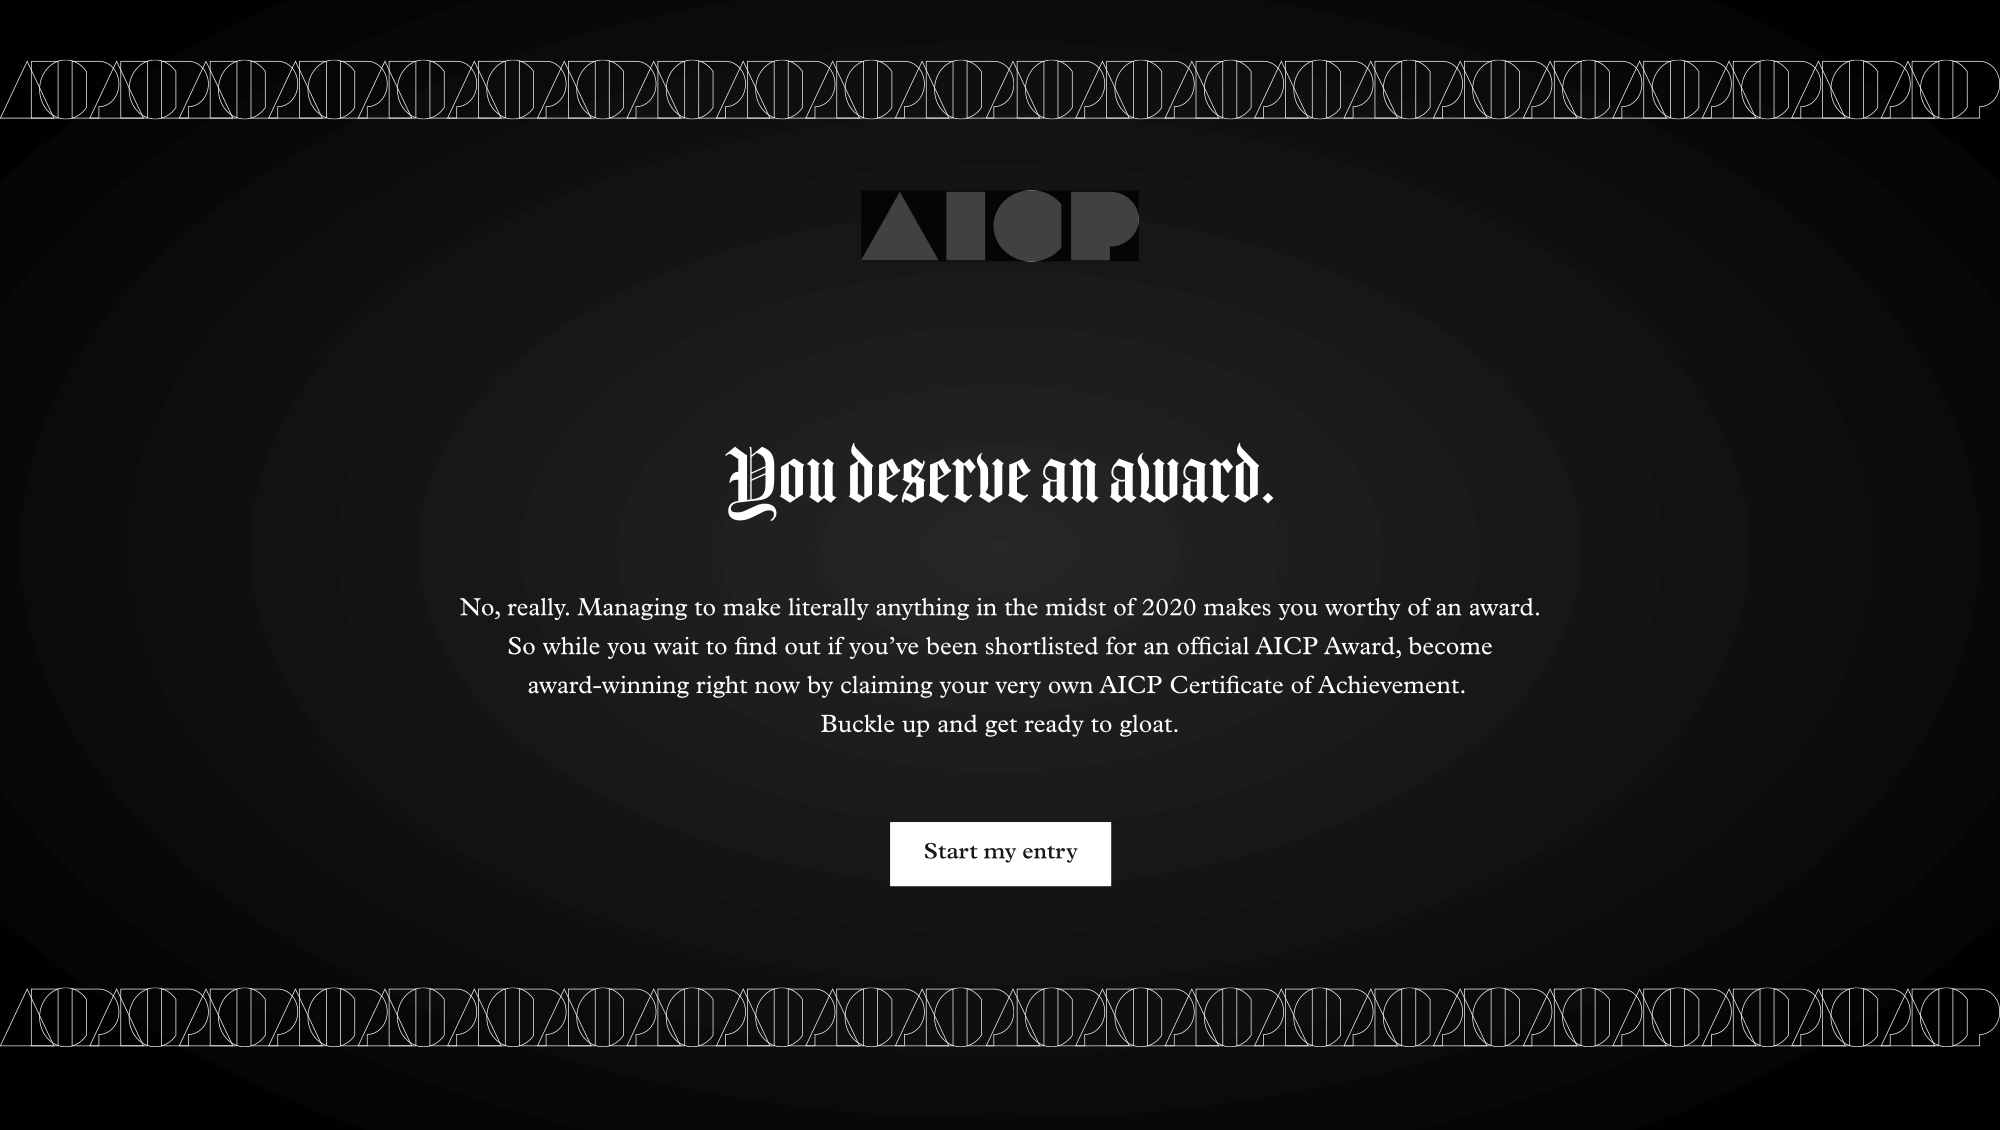 AICP
You deserve an award.
No, really. Managing to make literally anything in the midst of 2020 makes you worthy of an award.
So while you wait to find out if you’ve been shortlisted for an official AICP Award, become
award-winning right now by claiming your very own AICP Certificate of Achievement.
Buckle up and get ready to gloat.
Start my entry